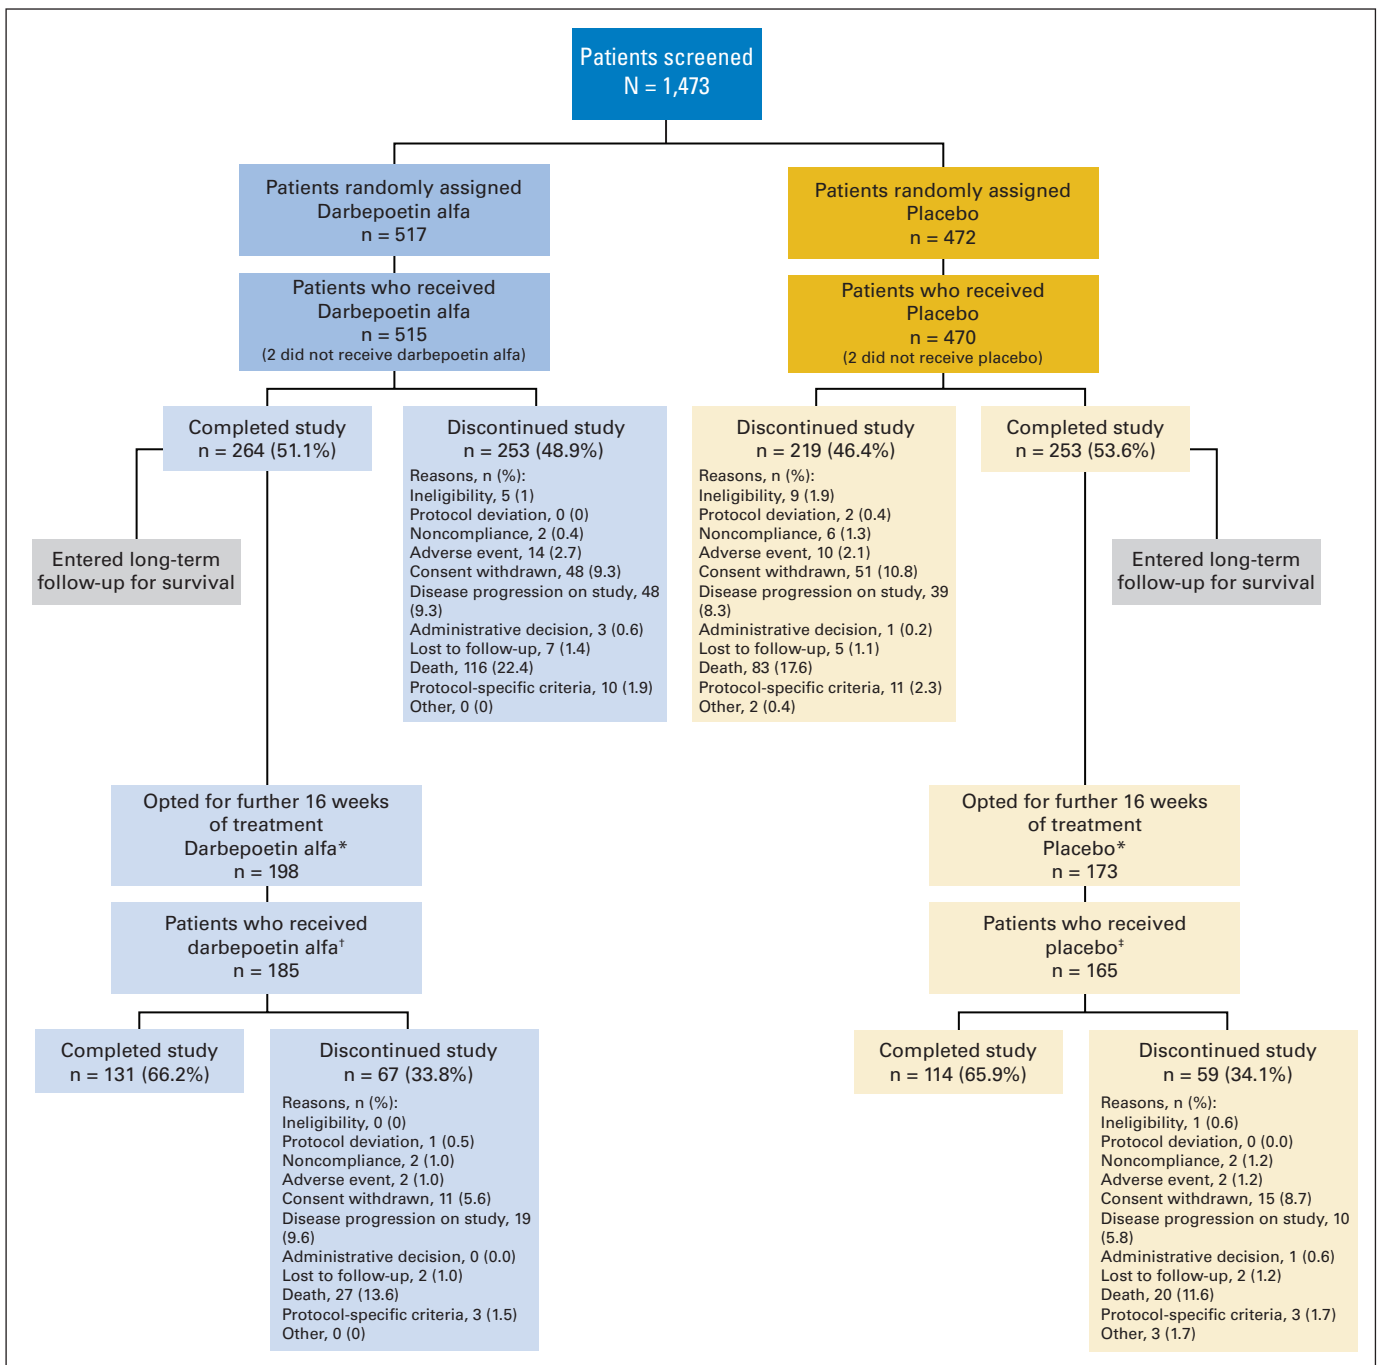 Patients screened
N = 1,473
Patients randomly assigned
Darbepoetin alfa
n = 517
Patients randomly assigned
Placebo
n = 472
Patients who received
Darbepoetin alfa
n = 515
(2 did not receive darbepoetin alfa)
Patients who received
Placebo
n = 470
(2 did not receive placebo)
Completed study
n = 264 (51.1%)
Discontinued study
n = 253 (48.9%)
Reasons, n (%):
Ineligibility, 5 (1)
Protocol deviation, 0 (0)
Noncompliance, 2 (0.4)
Adverse event, 14 (2.7)
Consent withdrawn, 48 (9.3)
Disease progression on study, 48
(9.3)
Administrative decision, 3 (0.6)
Lost to follow-up, 7 (1.4)
Death, 116 (22.4)
Protocol-specific criteria, 10 (1.9)
Other, 0 (0)
Discontinued study
n = 219 (46.4%)
Reasons, n (%):
Ineligibility, 9 (1.9)
Protocol deviation, 2 (0.4)
Noncompliance, 6 (1.3)
Adverse event, 10 (2.1)
Consent withdrawn, 51 (10.8)
Disease progression on study, 39
(8.3)
Administrative decision, 1 (0.2)
Lost to follow-up, 5 (1.1)
Death, 83 (17.6)
Protocol-specific criteria, 11 (2.3)
Other, 2 (0.4)
Completed study
n = 253 (53.6%)
Entered long-term
follow-up for survival
Entered long-term
follow-up for survival
Opted for further 16 weeks
of treatment
Darbepoetin alfa*
n = 198
Opted for further 16 weeks
of treatment
Placebo*
n = 173
Patients who received
darbepoetin alfa†
n = 185
Patients who received
placebo‡
n = 165
Completed study
n = 131 (66.2%)
Discontinued study
n = 67 (33.8%)
Reasons, n (%):
Ineligibility, 0 (0)
Protocol deviation, 1 (0.5)
Noncompliance, 2 (1.0)
Adverse event, 2 (1.0)
Consent withdrawn, 11 (5.6)
Disease progression on study, 19
(9.6)
Administrative decision, 0 (0.0)
Lost to follow-up, 2 (1.0)
Death, 27 (13.6)
Protocol-specific criteria, 3 (1.5)
Other, 0 (0)
Completed study
n = 114 (65.9%)
Discontinued study
n = 59 (34.1%)
Reasons, n (%):
Ineligibility, 1 (0.6)
Protocol deviation, 0 (0.0)
Noncompliance, 2 (1.2)
Adverse event, 2 (1.2)
Consent withdrawn, 15 (8.7)
Disease progression on study, 10
(5.8)
Administrative decision, 1 (0.6)
Lost to follow-up, 2 (1.2)
Death, 20 (11.6)
Protocol-specific criteria, 3 (1.7)
Other, 3 (1.7)